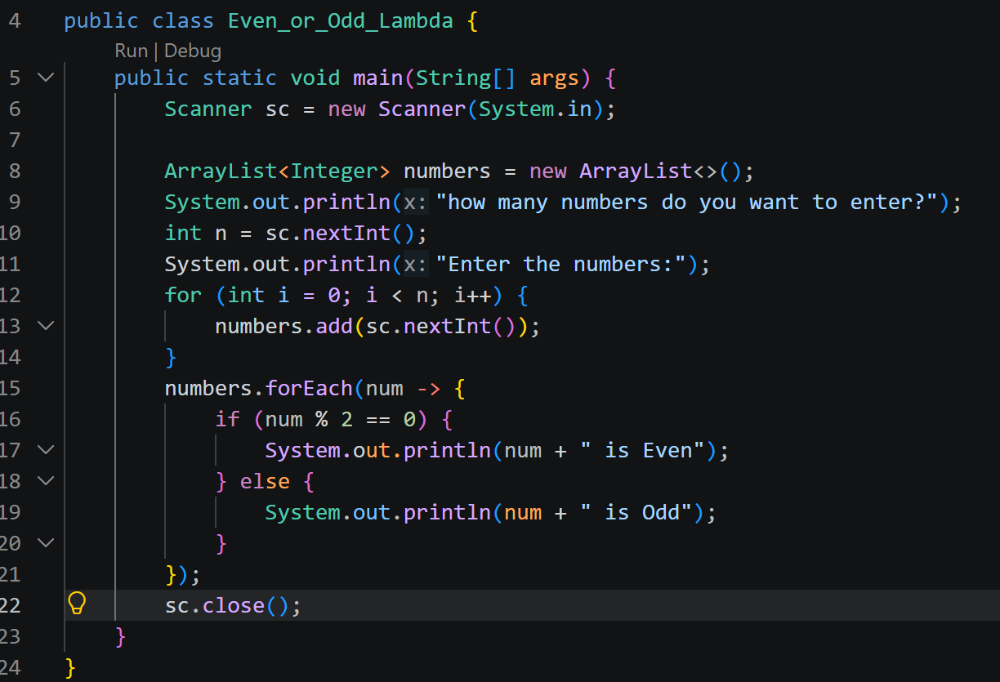 4 public class Even_or_Odd_Lambda {
Run | Debug
5 public static void main(String[] args) {
6 Scanner sc = new Scanner(System.in);
7
8 ArrayList<Integer> numbers = new ArrayList<>();
9 System.out.println(x: "how many numbers do you want to enter?");
10 int n = sc.nextInt();
11 System.out.println(x: "Enter the numbers:");
12 for (int i = 0; i < n; i++) {
13 numbers.add(sc.nextInt());
14 }
15 numbers.forEach(num -> {
16 if (num % 2 == 0) {
17 System.out.println(num + " is Even");
18 } else {
19 System.out.println(num + " is Odd");
20 }
21 });
22 sc.close();
23 }
24 }